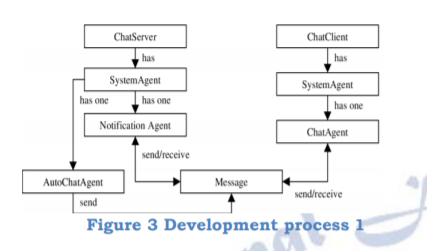 ChatServer
ChatClient
has
has
SystemAgent
SystemAgent
has one
has one
has one
Notification Agent
ChatAgent
send/receive
AutoChatAgent
Message
send/receive
send
Figure 3 Development process 1